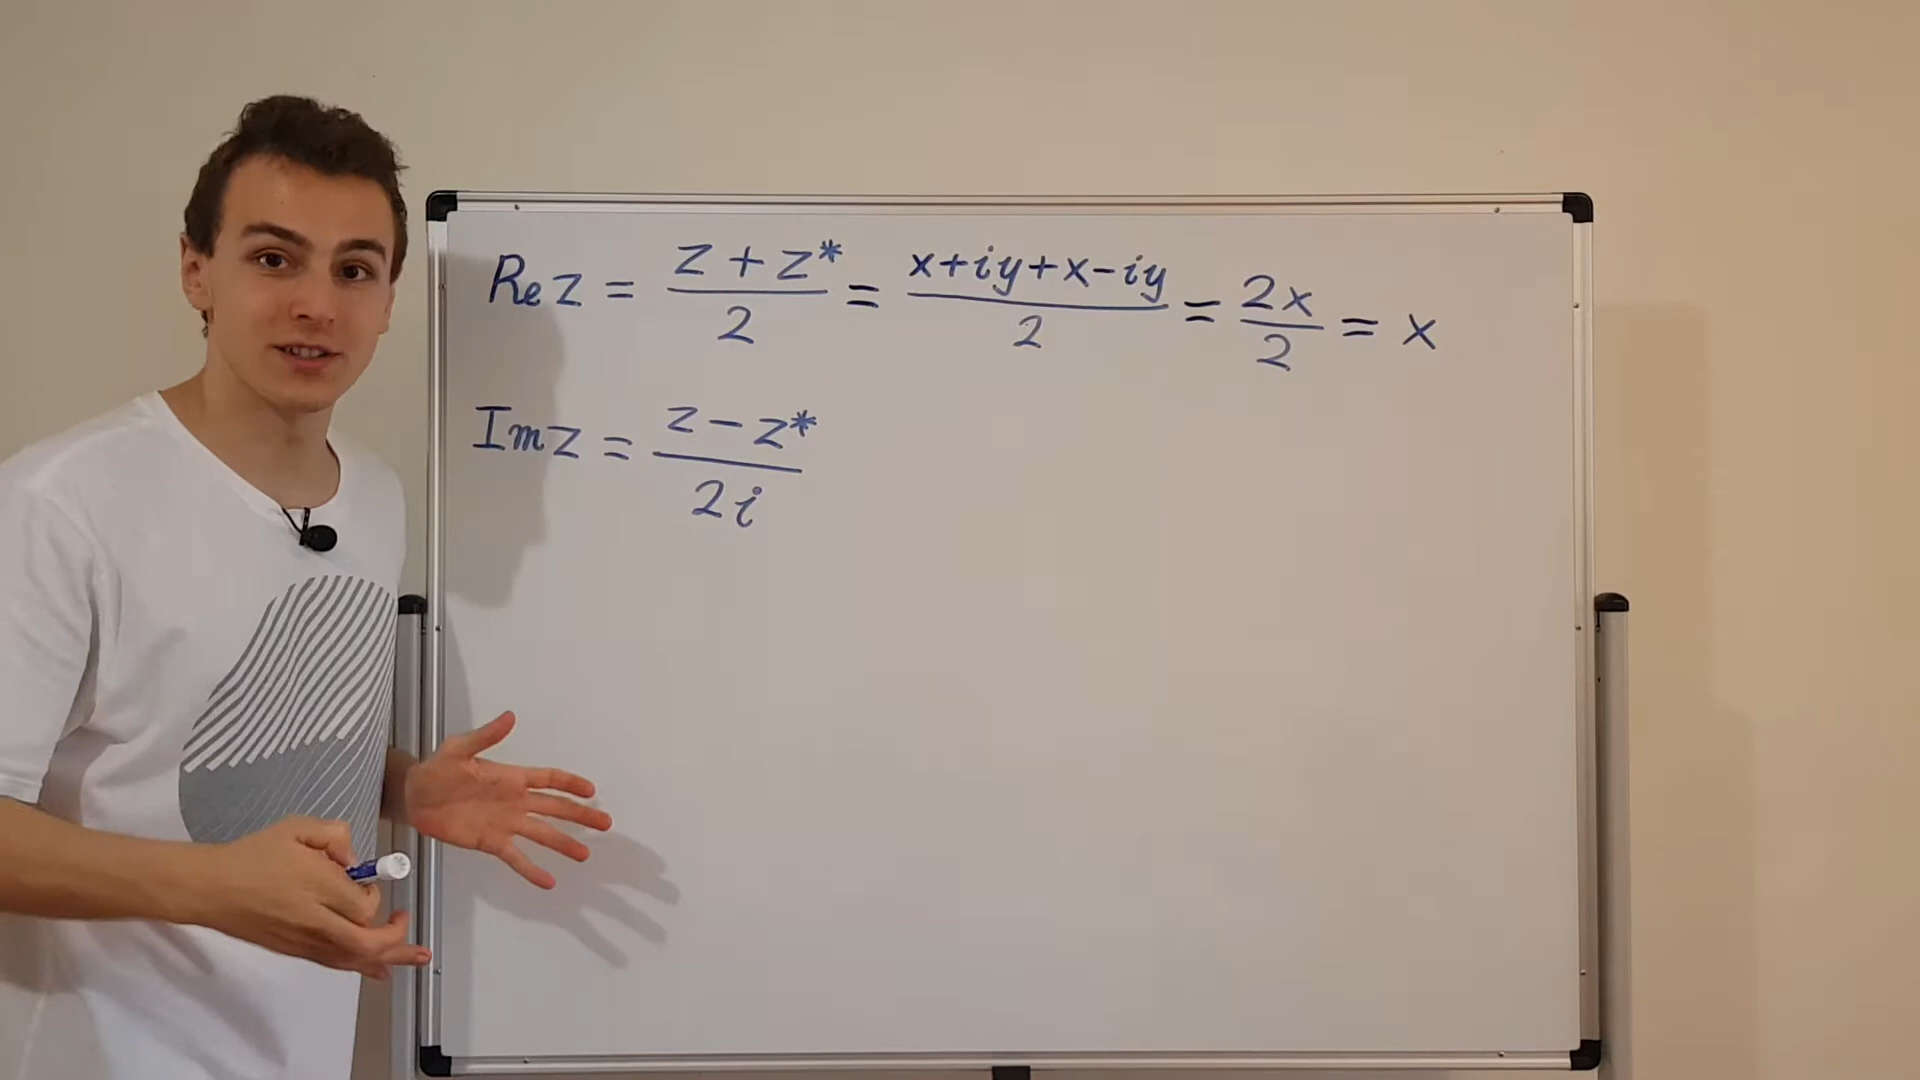 Re z = (z + z*)/2 = (x+iy+x-iy)/2 = 2x/2 = x
Im z = (z - z*)/2i